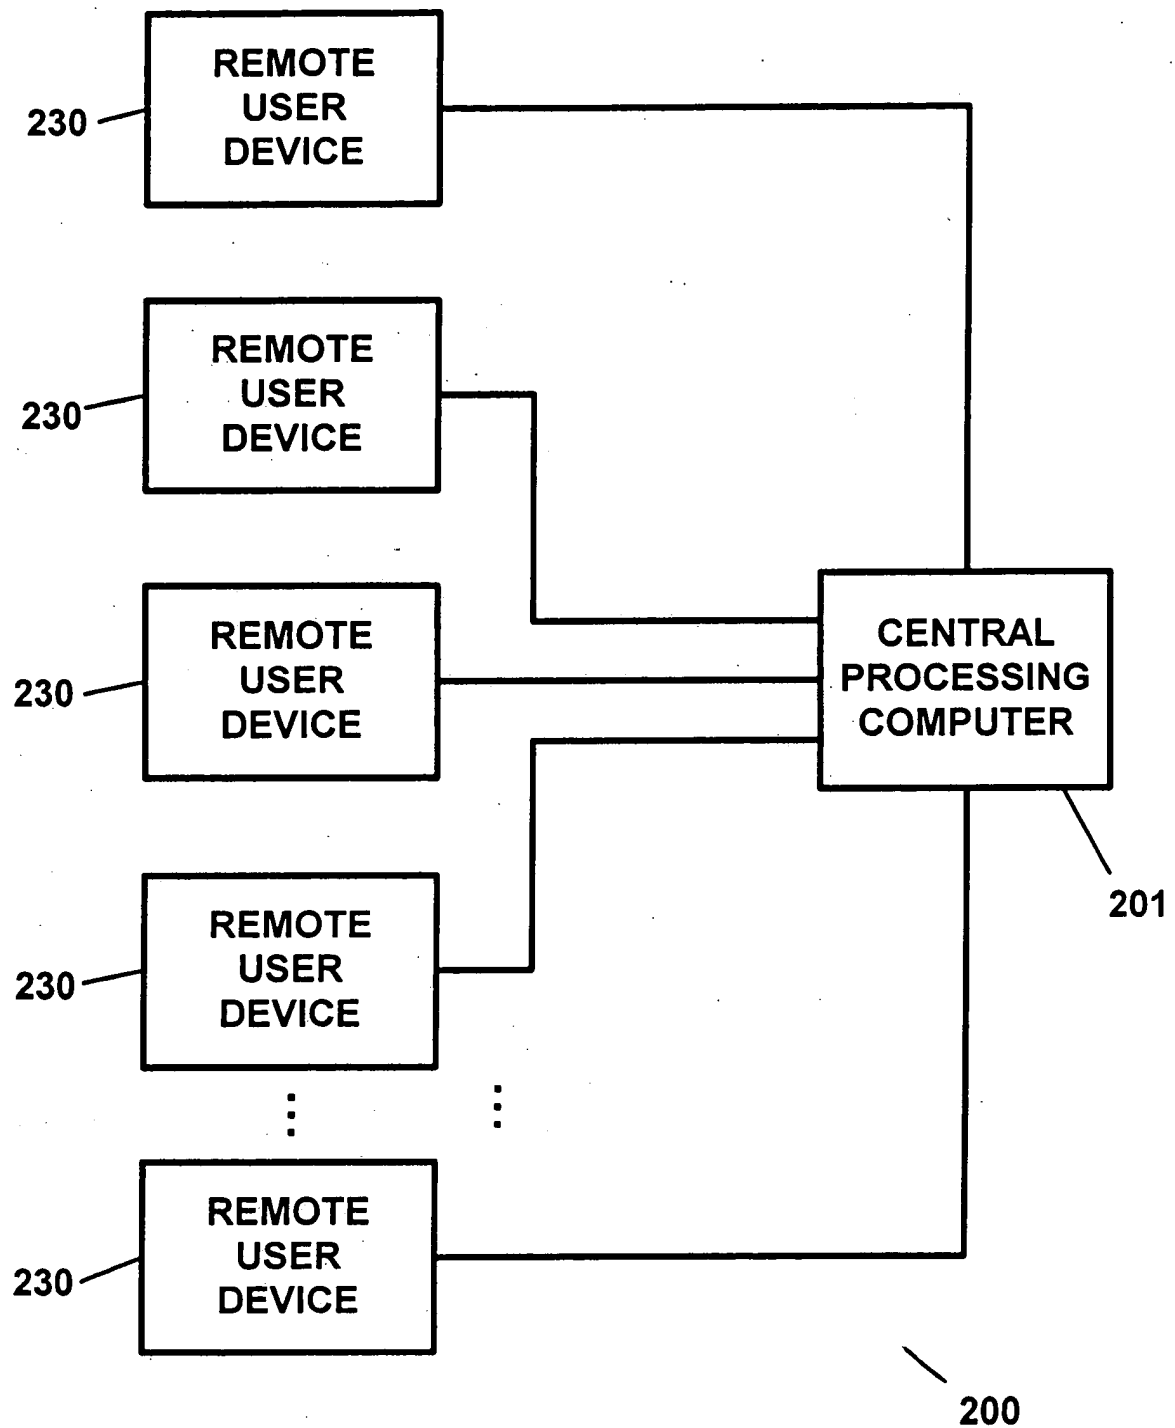 REMOTE
USER
DEVICE
230
REMOTE
USER
DEVICE
230
REMOTE
USER
DEVICE
230
CENTRAL
PROCESSING
COMPUTER
201
REMOTE
USER
DEVICE
230
REMOTE
USER
DEVICE
230
200